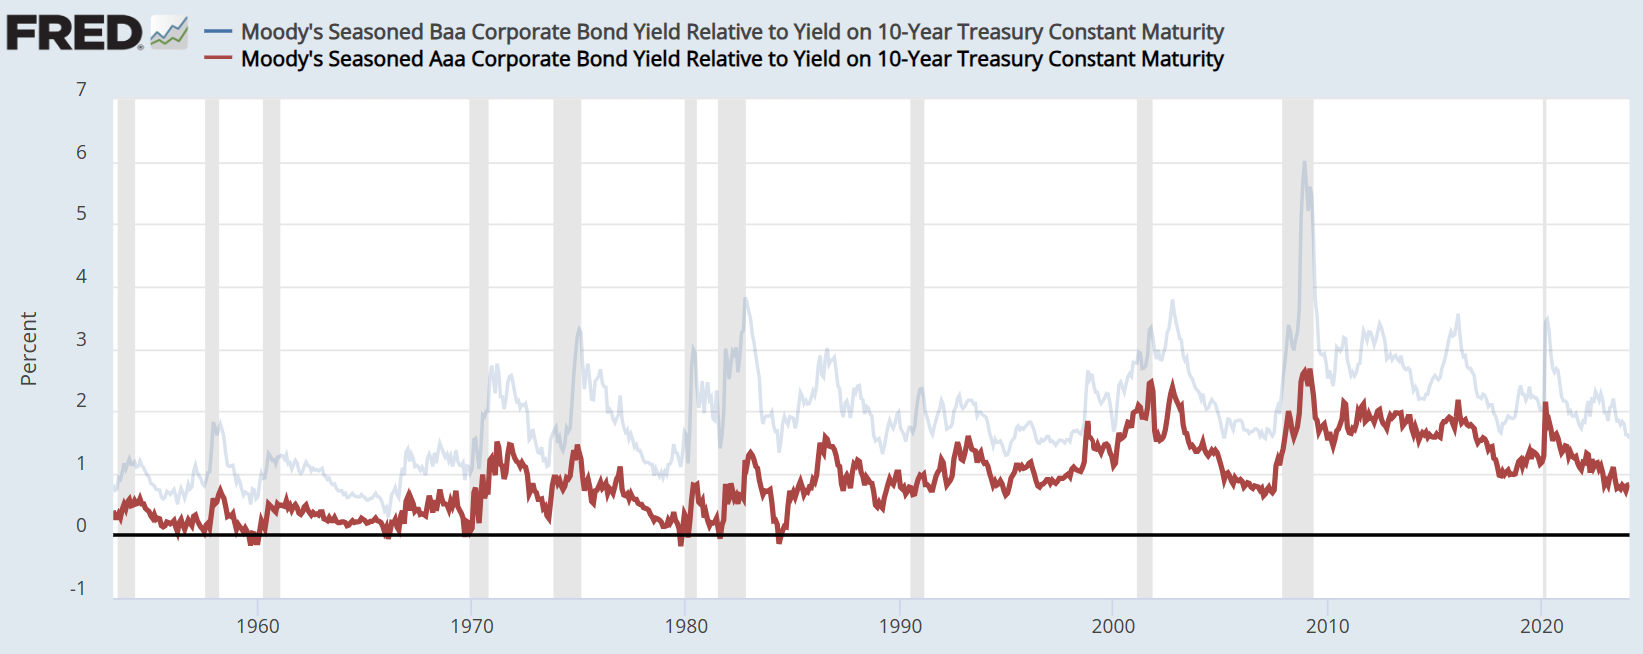 FRED
Moody's Seasoned Baa Corporate Bond Yield Relative to Yield on 10-Year Treasury Constant Maturity
Moody's Seasoned Aaa Corporate Bond Yield Relative to Yield on 10-Year Treasury Constant Maturity
7
6
5
4
3
2
1
0
-1
Percent
1960 1970 1980 1990 2000 2010 2020